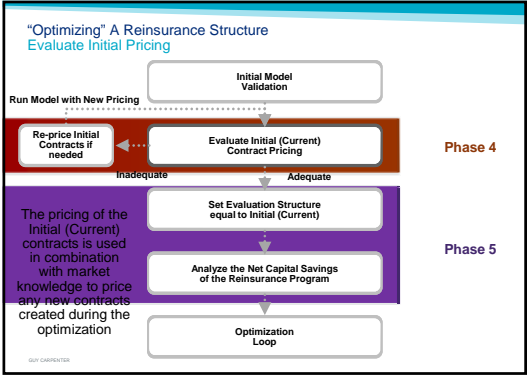 “Optimizing” A Reinsurance Structure
Evaluate Initial Pricing
Initial Model
Validation
Run Model with New Pricing
Re-price Initial
Contracts if
needed
Evaluate Initial (Current)
Contract Pricing
Phase 4
Inadequate
Adequate
Set Evaluation Structure
equal to Initial (Current)
The pricing of the
Initial (Current)
contracts is used
in combination
with market
knowledge to price
any new contracts
created during the
optimization
Phase 5
Analyze the Net Capital Savings
of the Reinsurance Program
Optimization
Loop
GUY CARPENTER